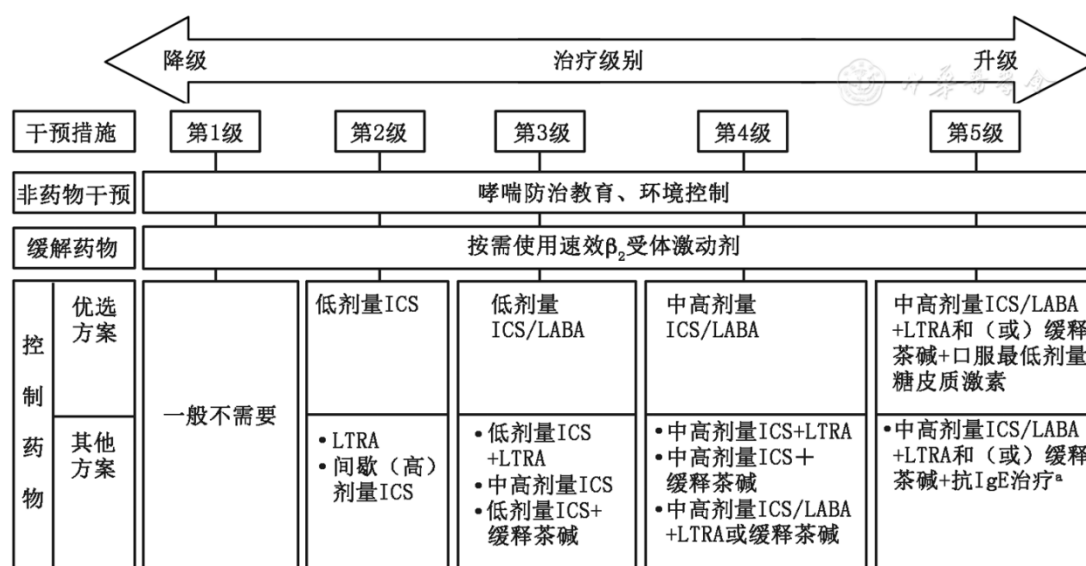 降级 治疗级别 升级
中华医学会
干预措施 第1级 第2级 第3级 第4级 第5级
非药物干预 哮喘防治教育、环境控制
缓解药物 按需使用速效β₂受体激动剂
控制药物
优选
方案
一般不需要
低剂量ICS
低剂量
ICS/LABA
中高剂量
ICS/LABA
中高剂量ICS/LABA
+LTRA和（或）缓释
茶碱+口服最低剂量
糖皮质激素
其他
方案
•LTRA
•间歇（高）
剂量ICS
•低剂量ICS
+LTRA
•中高剂量ICS
•低剂量ICS+
缓释茶碱
•中高剂量ICS+LTRA
•中高剂量ICS+
缓释茶碱
•中高剂量ICS/LABA
+LTRA或缓释茶碱
•中高剂量ICS/LABA
+LTRA和（或）缓释
茶碱+抗IgE治疗ᵃ